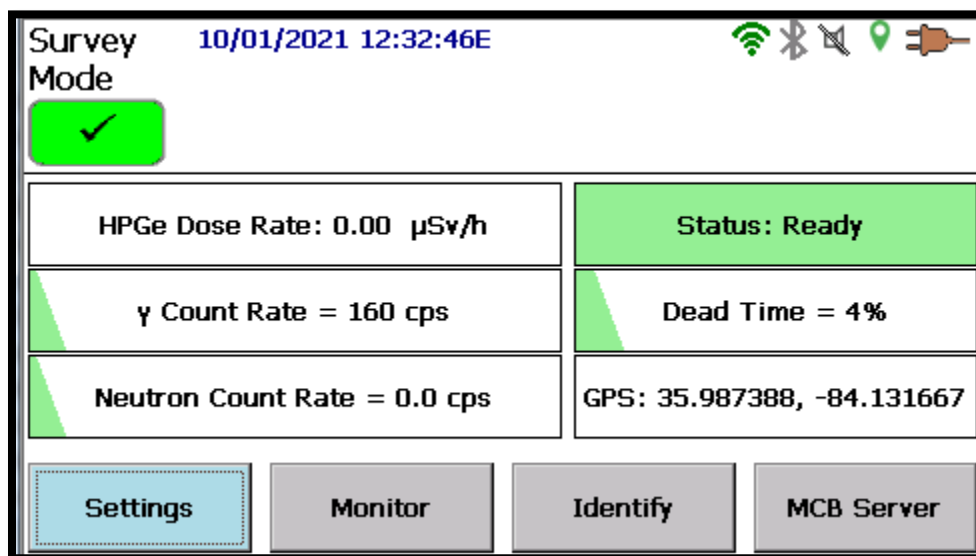 Survey Mode
10/01/2021 12:32:46E
HPGe Dose Rate: 0.00 µSv/h
Status: Ready
γ Count Rate = 160 cps
Dead Time = 4%
Neutron Count Rate = 0.0 cps
GPS: 35.987388, -84.131667
Settings
Monitor
Identify
MCB Server